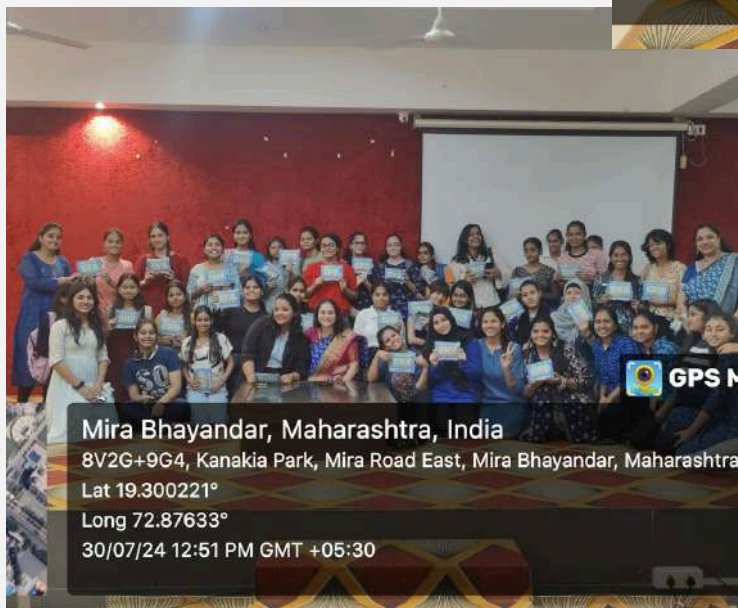 GPS M
Mira Bhayandar, Maharashtra, India
8V2G+9G4, Kanakia Park, Mira Road East, Mira Bhayandar, Maharashtra
Lat 19.300221°
Long 72.87633°
30/07/24 12:51 PM GMT +05:30